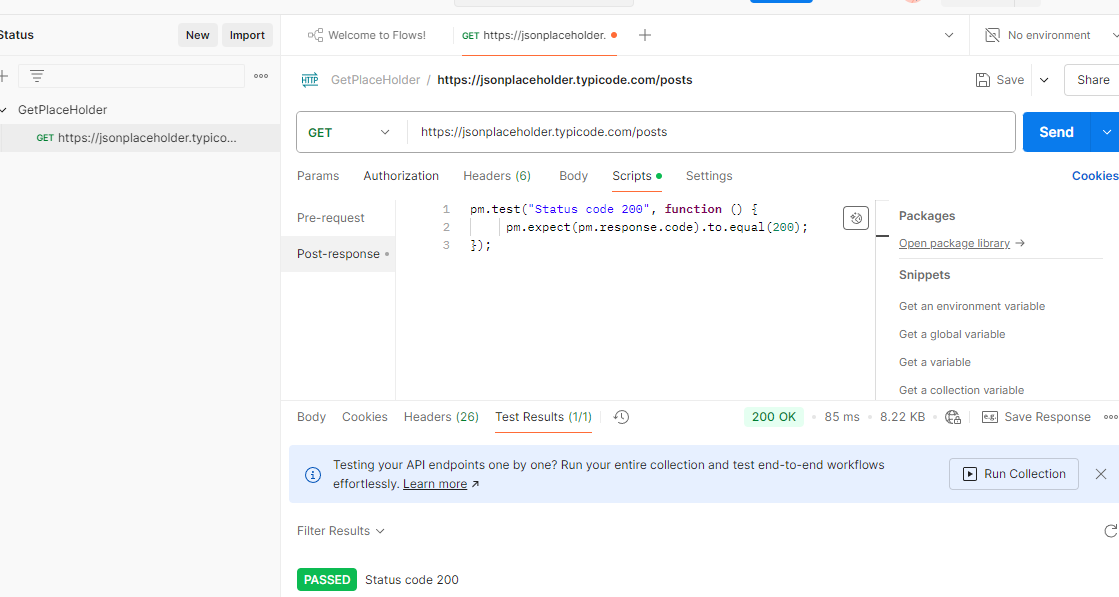 Status
New
Import
Welcome to Flows!
GET https://jsonplaceholder.
No environment
GetPlaceHolder / https://jsonplaceholder.typicode.com/posts
Save
Share
GetPlaceHolder
GET https://jsonplaceholder.typico...
GET
https://jsonplaceholder.typicode.com/posts
Send
Params
Authorization
Headers (6)
Body
Scripts
Settings
Cookies
Pre-request
Post-response
1 pm.test("Status code 200", function () {
2 pm.expect(pm.response.code).to.equal(200);
3 });
Packages
Open package library →
Snippets
Get an environment variable
Get a global variable
Get a variable
Get a collection variable
Body
Cookies
Headers (26)
Test Results (1/1)
200 OK
85 ms
8.22 KB
e.g.
Save Response
Testing your API endpoints one by one? Run your entire collection and test end-to-end workflows
effortlessly. Learn more ↗
Run Collection
Filter Results
PASSED
Status code 200